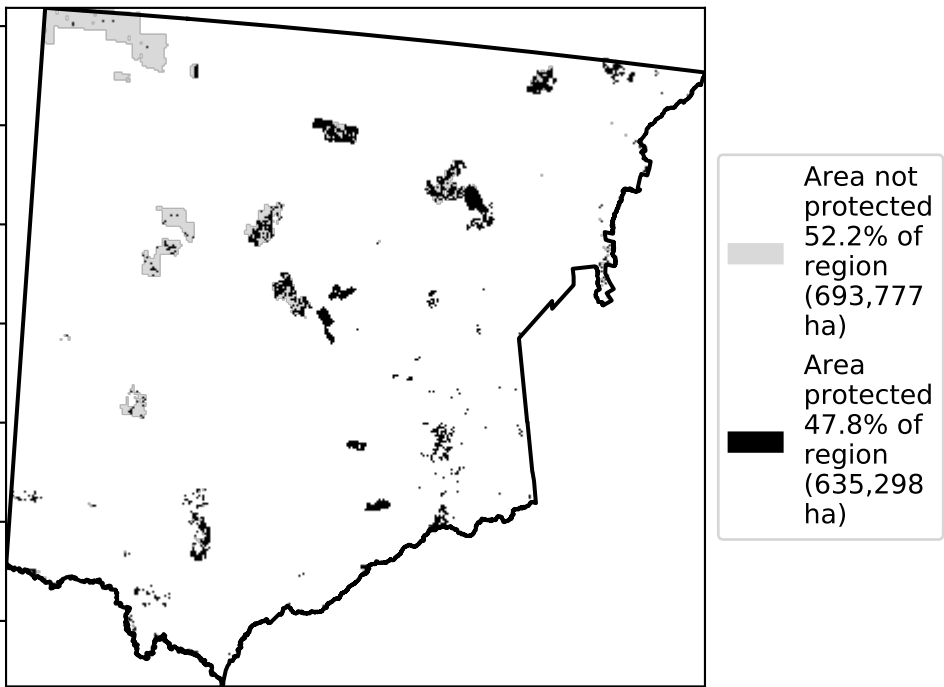 Area not
protected
52.2% of
region
(693,777
ha)
Area
protected
47.8% of
region
(635,298
ha)